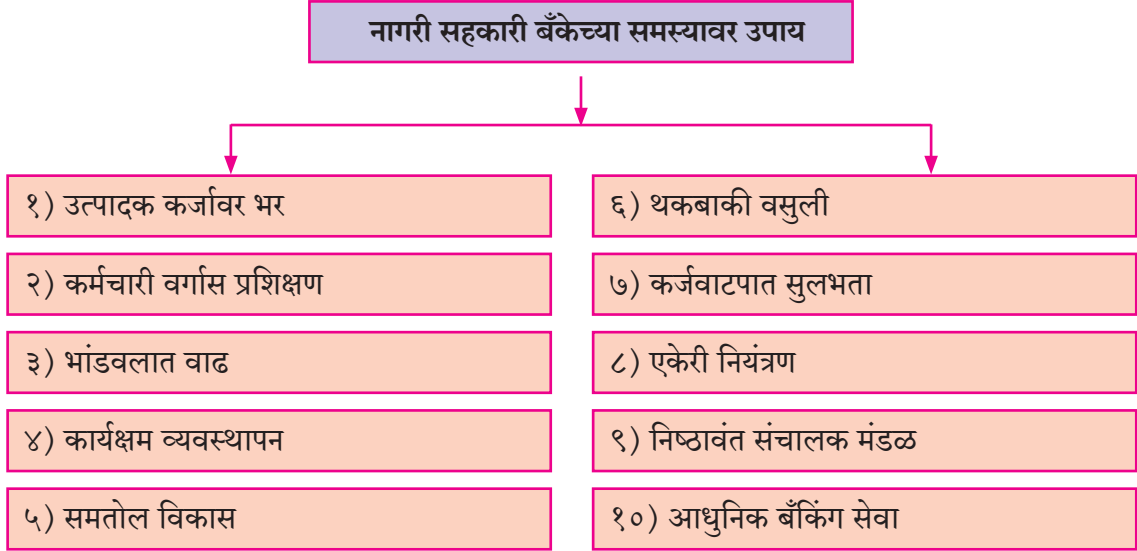 नागरी सहकारी बँकेच्या समस्यावर उपाय
१) उत्पादक कर्जावर भर
२) कर्मचारी वर्गास प्रशिक्षण
३) भांडवलात वाढ
४) कार्यक्षम व्यवस्थापन
५) समतोल विकास
६) थकबाकी वसुली
७) कर्जवाटपात सुलभता
८) एकेरी नियंत्रण
९) निष्ठावंत संचालक मंडळ
१०) आधुनिक बँकिंग सेवा